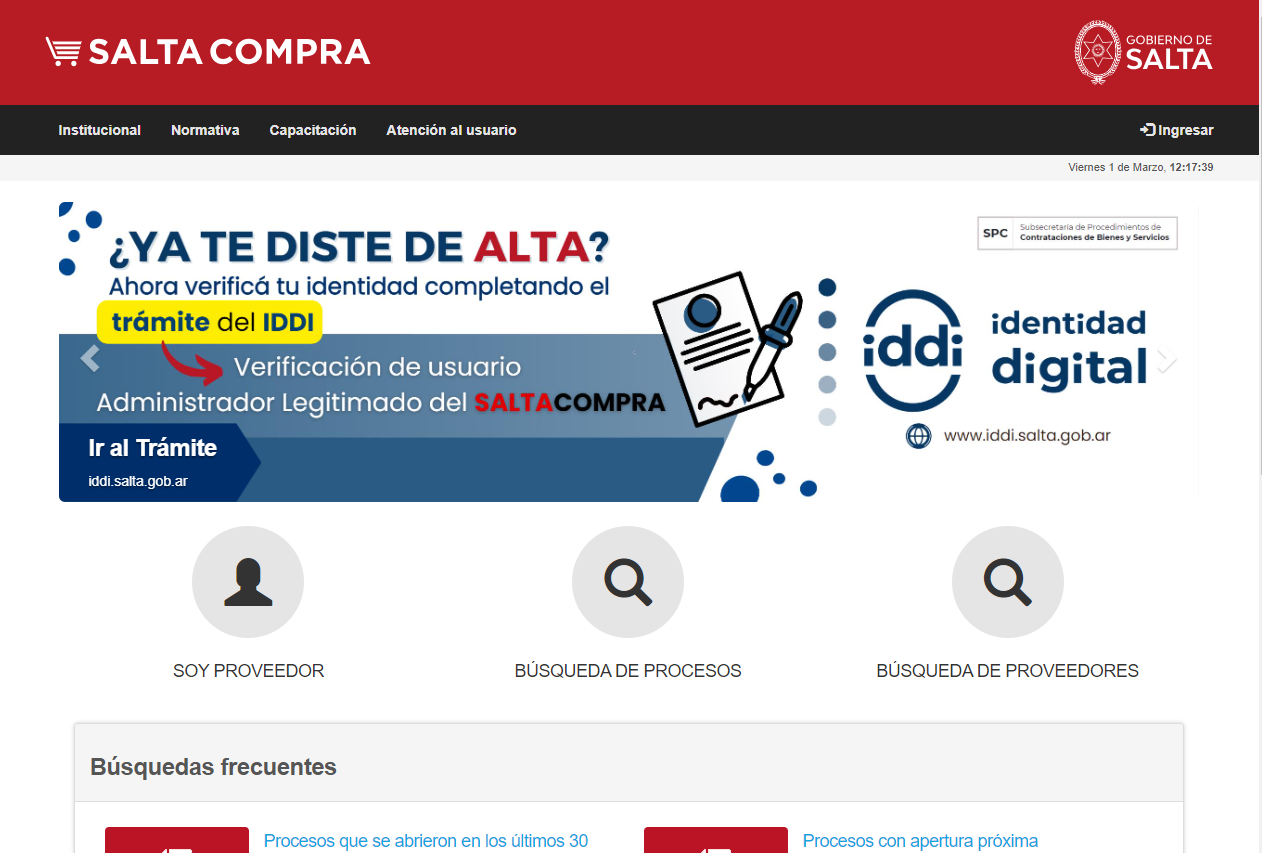 SALTA COMPRA
GOBIERNO DE
SALTA
Institucional Normativa Capacitación Atención al usuario Ingresar
Viernes 1 de Marzo, 12:17:39
¿YA TE DISTE DE ALTA?
Ahora verificá tu identidad completando el
trámite del IDDI
Verificación de usuario
Administrador Legitimado del SALTACOMPRA
Ir al Trámite
iddi.salta.gob.ar
SPC Subsecretaría de Procedimientos de
Contrataciones de Bienes y Servicios
iddi
identidad
digital
www.iddi.salta.gob.ar
SOY PROVEEDOR
BÚSQUEDA DE PROCESOS
BÚSQUEDA DE PROVEEDORES
Búsquedas frecuentes
Procesos que se abrieron en los últimos 30
Procesos con apertura próxima